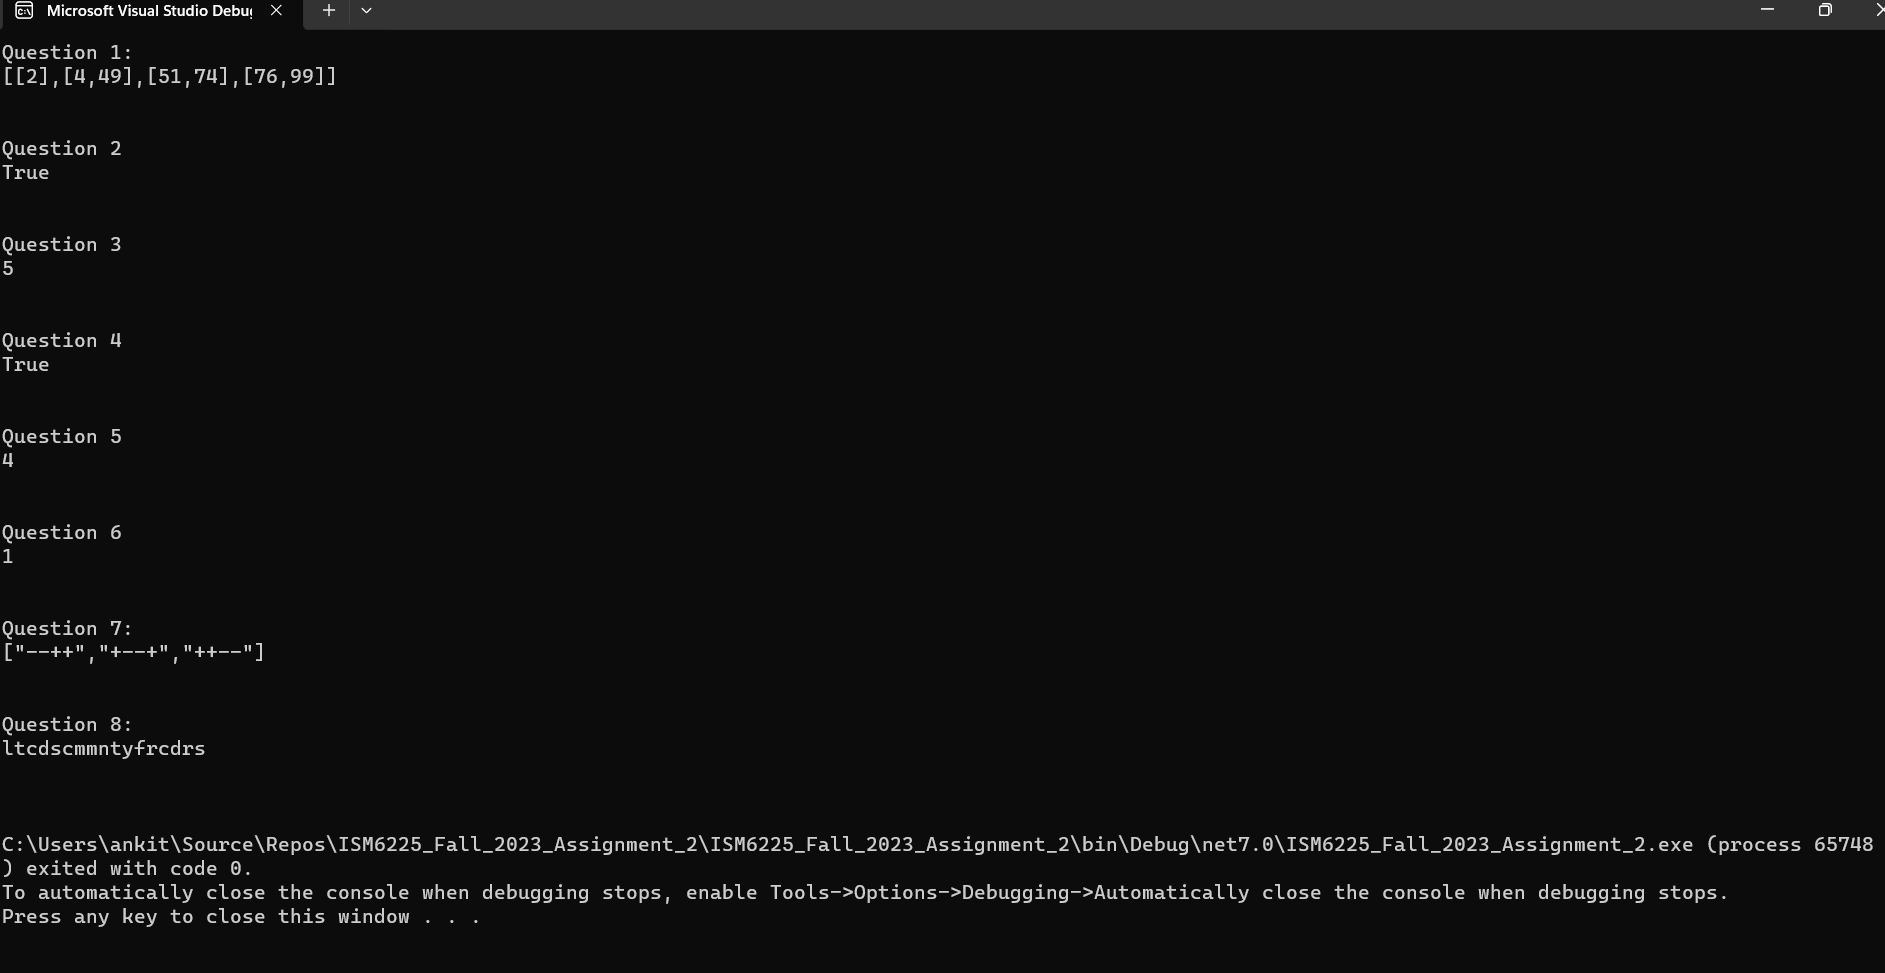 Microsoft Visual Studio Debu
Question 1:
[[2],[4,49],[51,74],[76,99]]
Question 2
True
Question 3
5
Question 4
True
Question 5
4
Question 6
1
Question 7:
["--++","+--+","++--"]
Question 8:
ltcdscmmntyfrcdrs
C:\Users\ankit\Source\Repos\ISM6225_Fall_2023_Assignment_2\ISM6225_Fall_2023_Assignment_2\bin\Debug\net7.0\ISM6225_Fall_2023_Assignment_2.exe (process 65748
) exited with code 0.
To automatically close the console when debugging stops, enable Tools->Options->Debugging->Automatically close the console when debugging stops.
Press any key to close this window . . .